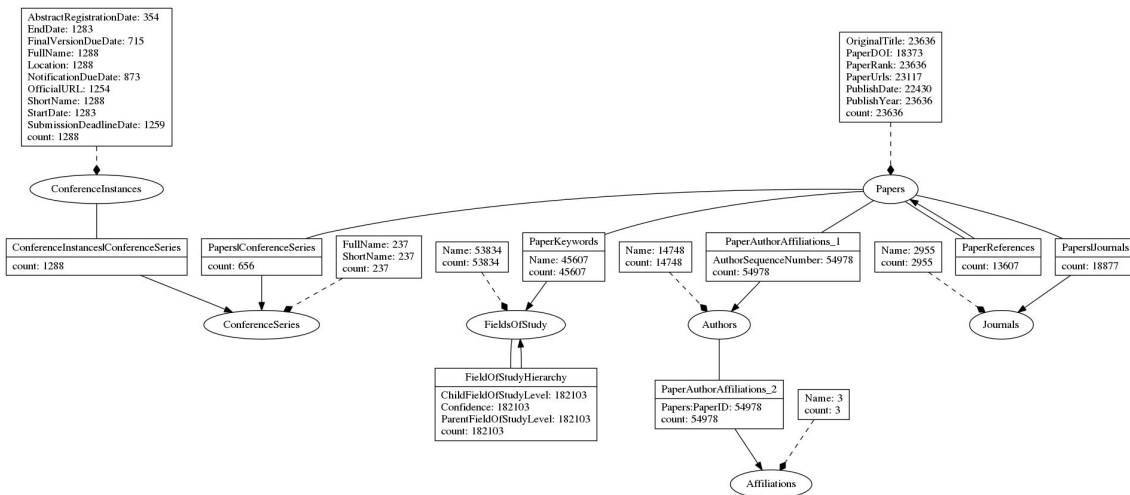 AbstractRegistrationDate: 354
EndDate: 1283
FinalVersionDueDate: 715
FullName: 1288
Location: 1288
NotificationDueDate: 873
OfficialURL: 1254
ShortName: 1288
StartDate: 1283
SubmissionDeadlineDate: 1259
count: 1288
OriginalTitle: 23636
PaperDOI: 18373
PaperRank: 23636
PaperUrls: 23117
PublishDate: 22430
PublishYear: 23636
count: 23636
ConferenceInstances
Papers
ConferenceInstances|ConferenceSeries
count: 1288
Papers|ConferenceSeries
count: 656
FullName: 237
ShortName: 237
count: 237
Name: 53834
count: 53834
PaperKeywords
Name: 45607
count: 45607
Name: 14748
count: 14748
PaperAuthorAffiliations_1
AuthorSequenceNumber: 54978
count: 54978
Name: 2955
count: 2955
PaperReferences
count: 13607
Papers|Journals
count: 18877
ConferenceSeries
FieldsOfStudy
Authors
Journals
FieldOfStudyHierarchy
ChildFieldOfStudyLevel: 182103
Confidence: 182103
ParentFieldOfStudyLevel: 182103
count: 182103
PaperAuthorAffiliations_2
Papers:PaperID: 54978
count: 54978
Name: 3
count: 3
Affiliations